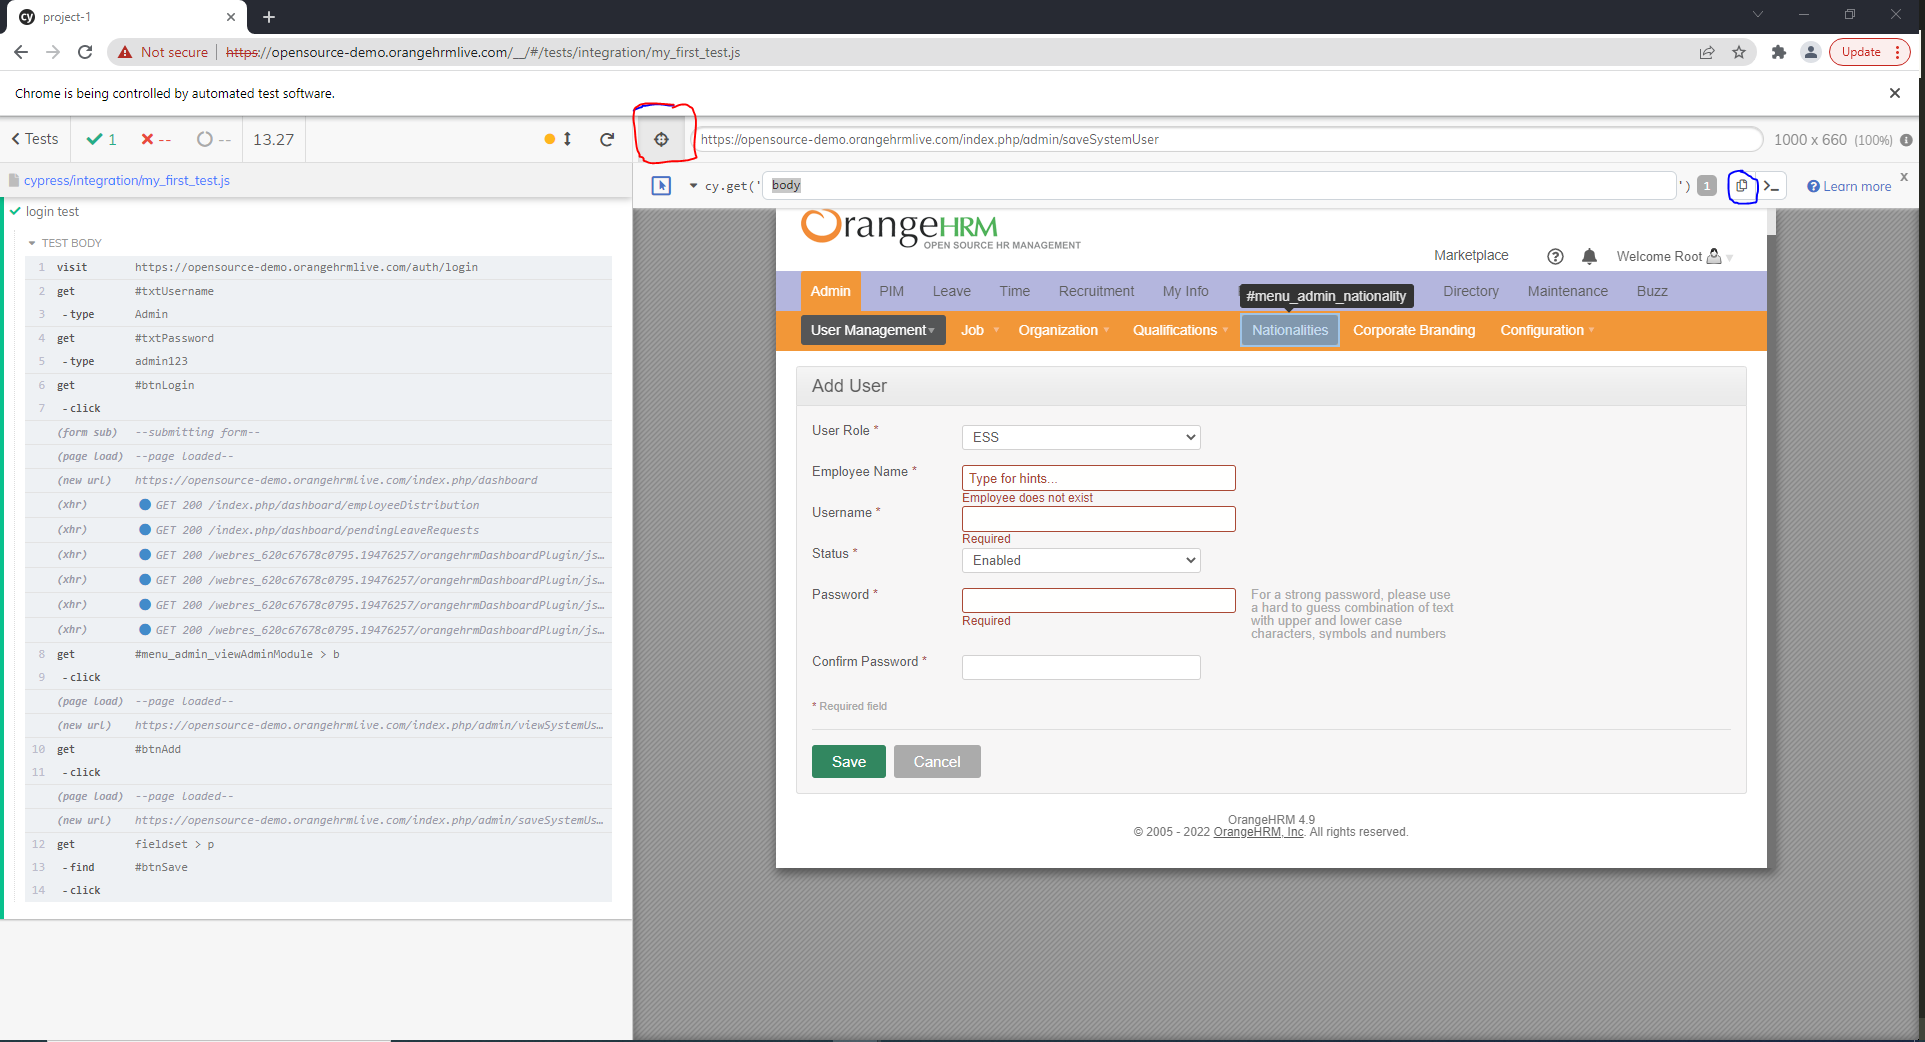 project-1
Not secure https://opensource-demo.orangehrmlive.com/__/#/tests/integration/my_first_test.js
Update
Chrome is being controlled by automated test software.
Tests 1 -- -- 13.27
https://opensource-demo.orangehrmlive.com/index.php/admin/saveSystemUser 1000 x 660 (100%)
cypress/integration/my_first_test.js
cy.get('body') 1 Learn more x
login test
TEST BODY
1 visit https://opensource-demo.orangehrmlive.com/auth/login
2 get #txtUsername
3 -type Admin
4 get #txtPassword
5 -type admin123
6 get #btnLogin
7 -click
(form sub) --submitting form--
(page load) --page loaded--
(new url) https://opensource-demo.orangehrmlive.com/index.php/dashboard
(xhr) GET 200 /index.php/dashboard/employeeDistribution
(xhr) GET 200 /index.php/dashboard/pendingLeaveRequests
(xhr) GET 200 /webres_620c67678c0795.19476257/orangehrmDashboardPlugin/js…
(xhr) GET 200 /webres_620c67678c0795.19476257/orangehrmDashboardPlugin/js…
(xhr) GET 200 /webres_620c67678c0795.19476257/orangehrmDashboardPlugin/js…
(xhr) GET 200 /webres_620c67678c0795.19476257/orangehrmDashboardPlugin/js…
8 get #menu_admin_viewAdminModule > b
9 -click
(page load) --page loaded--
(new url) https://opensource-demo.orangehrmlive.com/index.php/admin/viewSystemUs…
10 get #btnAdd
11 -click
(page load) --page loaded--
(new url) https://opensource-demo.orangehrmlive.com/index.php/admin/saveSystemUs…
12 get fieldset > p
13 -find #btnSave
14 -click
OrangeHRM
OPEN SOURCE HR MANAGEMENT
Marketplace Welcome Root
Admin PIM Leave Time Recruitment My Info Directory Maintenance Buzz
#menu_admin_nationality
User Management Job Organization Qualifications Nationalities Corporate Branding Configuration
Add User
User Role * ESS
Employee Name * Type for hints...
Employee does not exist
Username *
Required
Status * Enabled
Password *
Required
For a strong password, please use
a hard to guess combination of text
with upper and lower case
characters, symbols and numbers
Confirm Password *
* Required field
Save Cancel
OrangeHRM 4.9
© 2005 - 2022 OrangeHRM, Inc. All rights reserved.